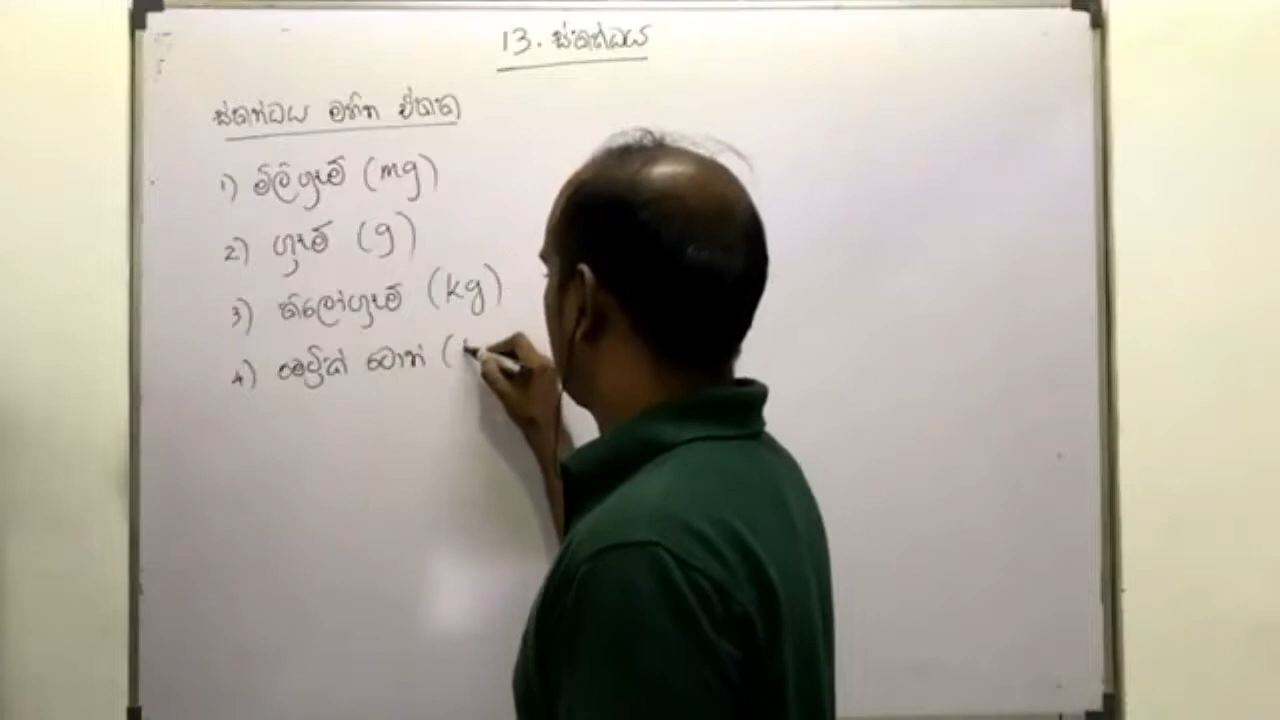 13. ස්කන්ධය
ස්කන්ධය මනින ඒකක
1) මිලිග්‍රෑම් (mg)
2) ග්‍රෑම් (g)
3) කිලෝග්‍රෑම් (kg)
4) මෙට්‍රික් ටොන් (t